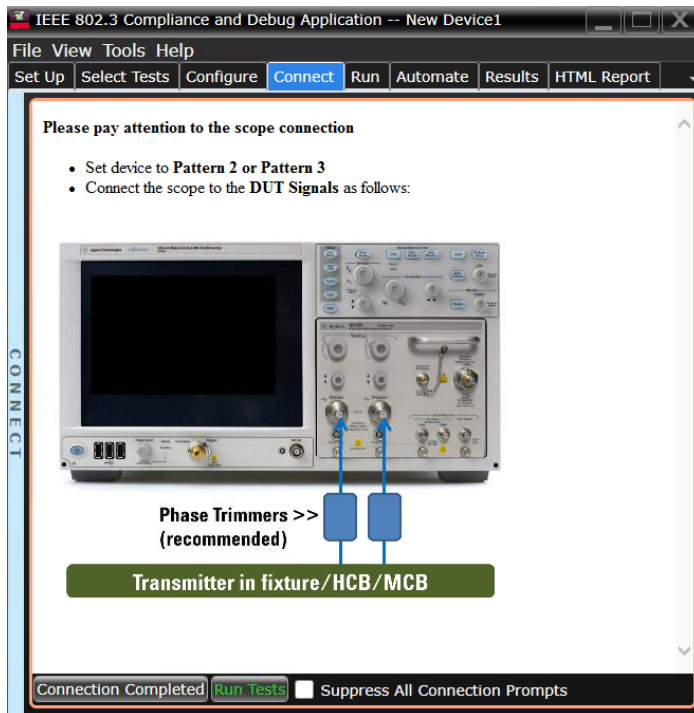 IEEE 802.3 Compliance and Debug Application -- New Device1
File View Tools Help
Set Up Select Tests Configure Connect Run Automate Results HTML Report
CONNECT
Please pay attention to the scope connection
• Set device to Pattern 2 or Pattern 3
• Connect the scope to the DUT Signals as follows:
Agilent Technologies
Phase Trimmers >>
(recommended)
Transmitter in fixture/HCB/MCB
Connection Completed Run Tests Suppress All Connection Prompts